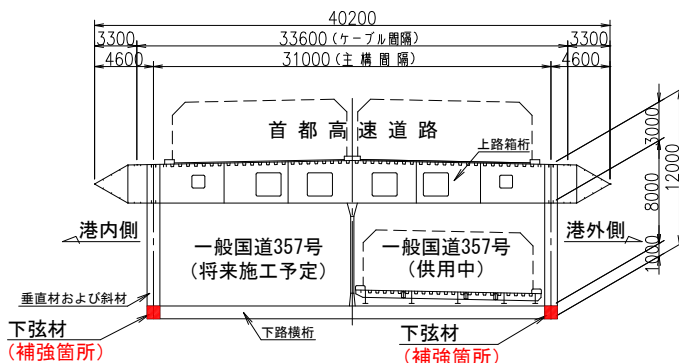 40200
3300
33600(ケーブル間隔)
3300
4600
31000(主構間隔)
4600
首都高速道路
上路箱桁
3000
8000
12000
1000
港内側
港外側
一般国道357号
(将来施工予定)
一般国道357号
(供用中)
垂直材および斜材
下弦材
(補強箇所)
下路横桁
下弦材
(補強箇所)